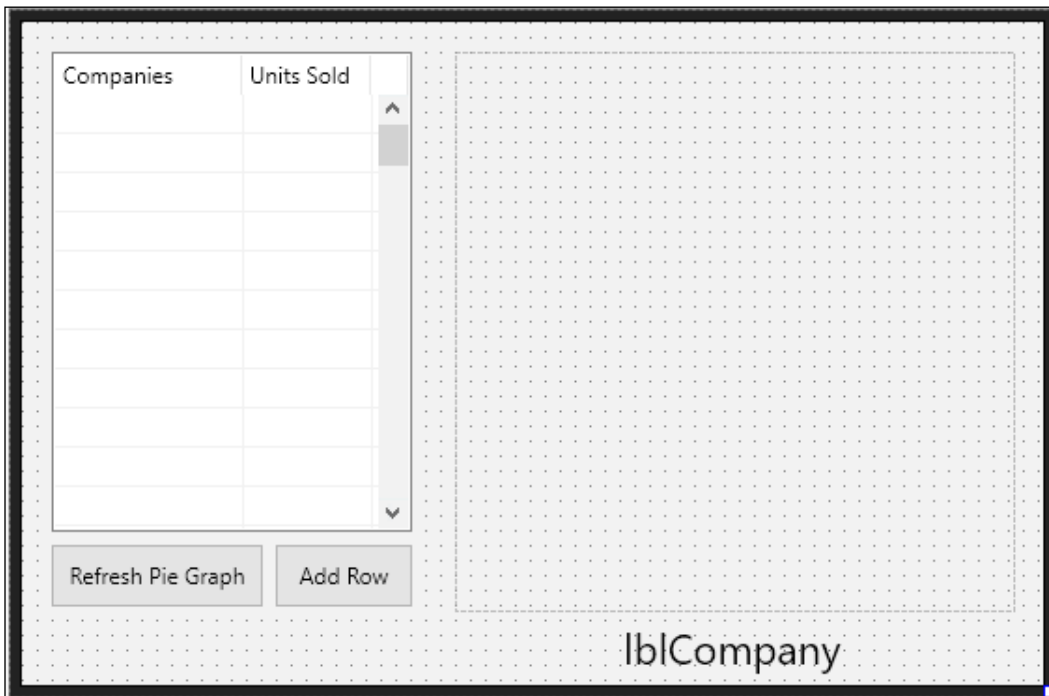 Companies
Units Sold
Refresh Pie Graph
Add Row
lblCompany